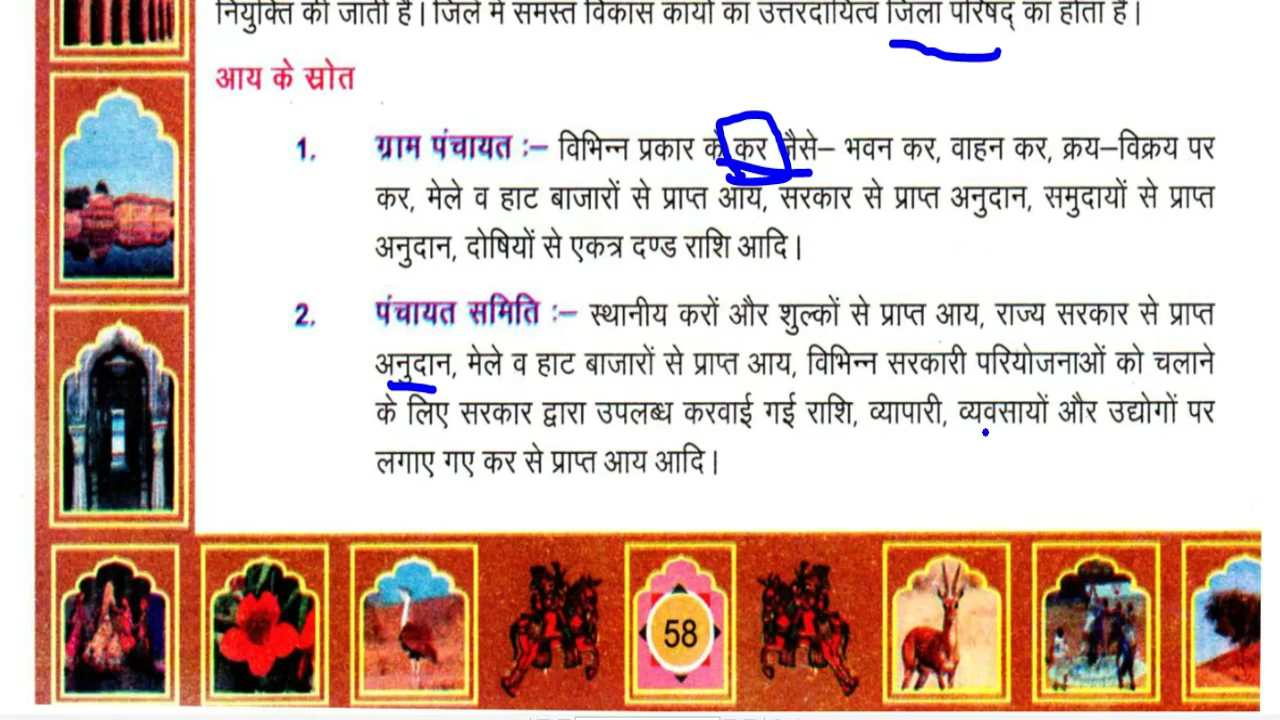 नियुक्ति की जाती है। जिले में समस्त विकास कार्यों का उत्तरदायित्व जिला परिषद् का होता है।
आय के स्रोत
1. ग्राम पंचायत :– विभिन्न प्रकार के कर जैसे– भवन कर, वाहन कर, क्रय–विक्रय पर
कर, मेले व हाट बाजारों से प्राप्त आय, सरकार से प्राप्त अनुदान, समुदायों से प्राप्त
अनुदान, दोषियों से एकत्र दण्ड राशि आदि।
2. पंचायत समिति :– स्थानीय करों और शुल्कों से प्राप्त आय, राज्य सरकार से प्राप्त
अनुदान, मेले व हाट बाजारों से प्राप्त आय, विभिन्न सरकारी परियोजनाओं को चलाने
के लिए सरकार द्वारा उपलब्ध करवाई गई राशि, व्यापारी, व्यवसायों और उद्योगों पर
लगाए गए कर से प्राप्त आय आदि।
58